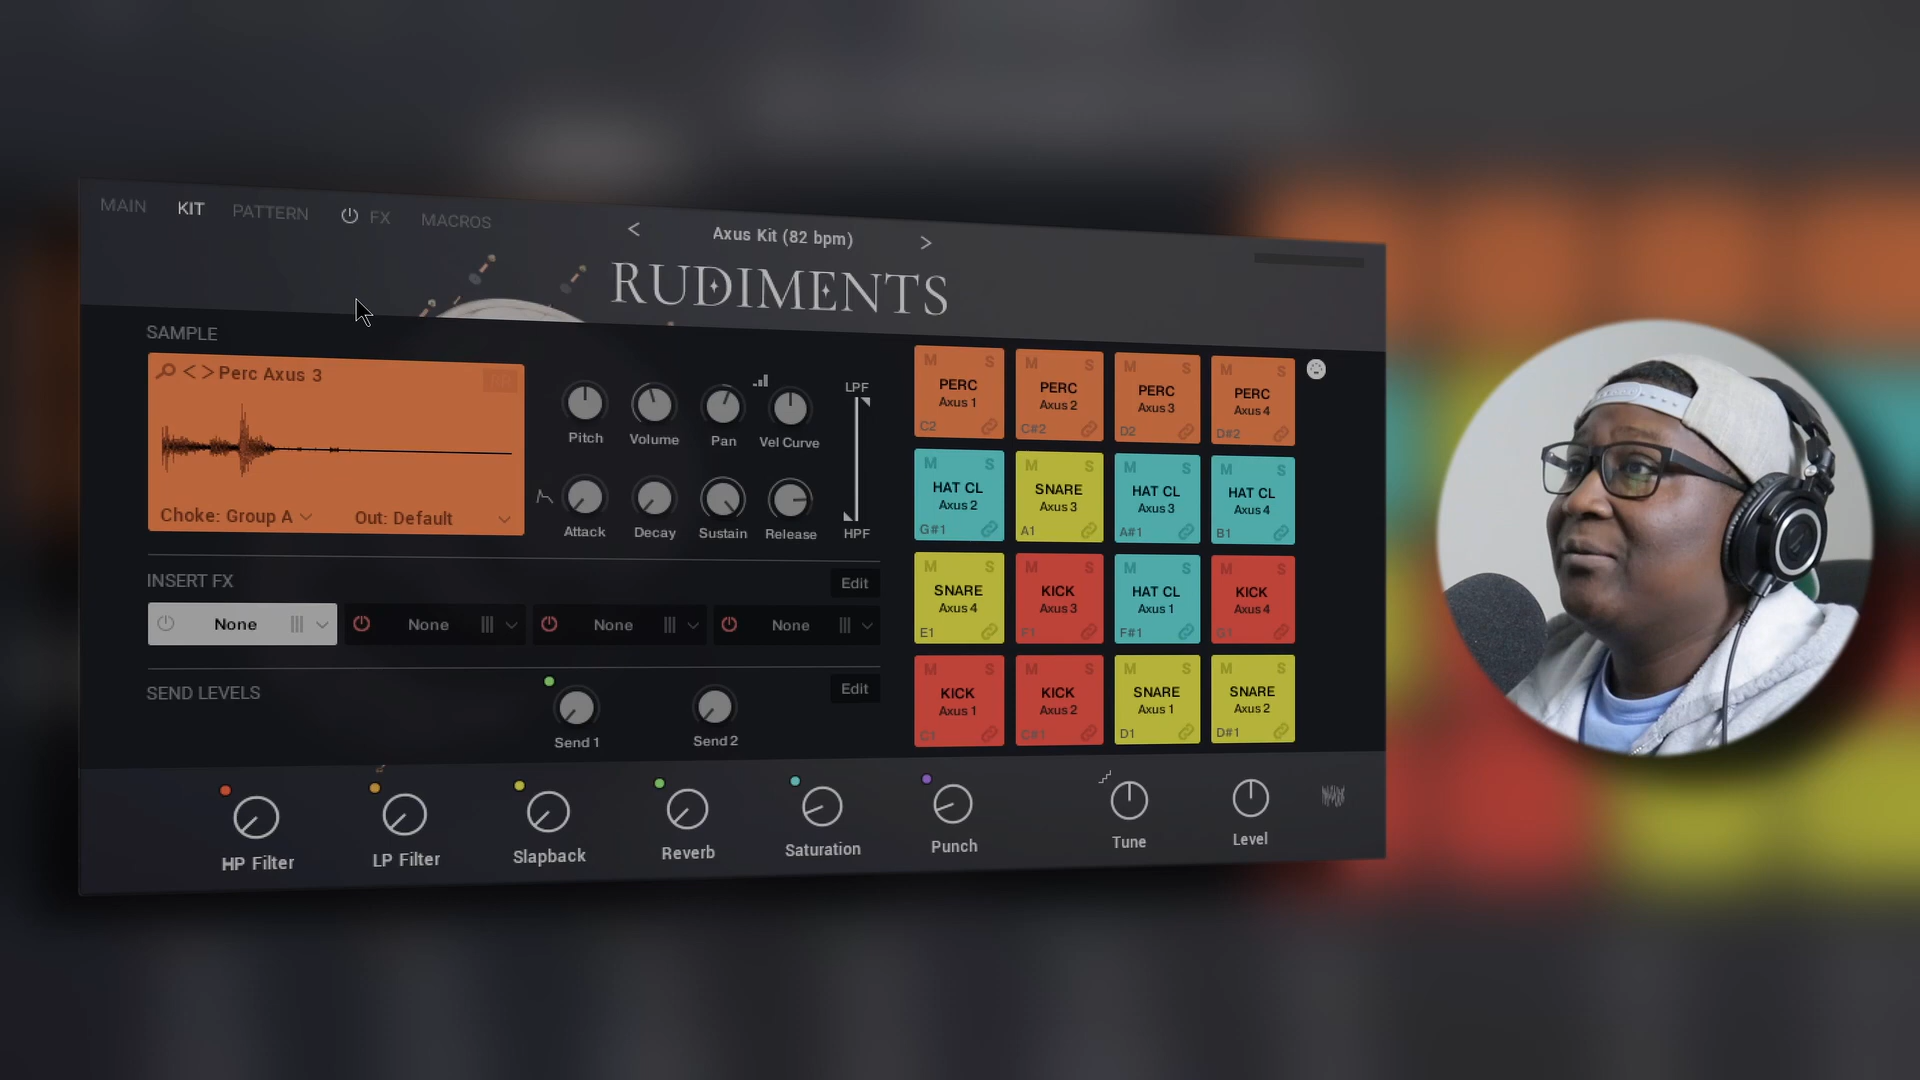 MAIN
KIT
PATTERN
FX
MACROS
< Axus Kit (82 bpm) >
RUDIMENTS
SAMPLE
< > Perc Axus 3
Choke: Group A
Out: Default
Pitch
Volume
Pan
Vel Curve
LPF
Attack
Decay
Sustain
Release
HPF
INSERT FX
Edit
None
None
None
None
SEND LEVELS
Edit
Send 1
Send 2
M S
PERC
Axus 1
C2
M S
PERC
Axus 2
C#2
M S
PERC
Axus 3
D2
M S
PERC
Axus 4
D#2
M S
HAT CL
Axus 2
G#1
M S
SNARE
Axus 3
A1
M S
HAT CL
Axus 3
A#1
M S
HAT CL
Axus 4
B1
M S
SNARE
Axus 4
E1
M S
KICK
Axus 3
F1
M S
HAT CL
Axus 1
F#1
M S
KICK
Axus 4
G1
M S
KICK
Axus 1
C1
M S
KICK
Axus 2
C#1
M S
SNARE
Axus 1
D1
M S
SNARE
Axus 2
D#1
HP Filter
LP Filter
Slapback
Reverb
Saturation
Punch
Tune
Level